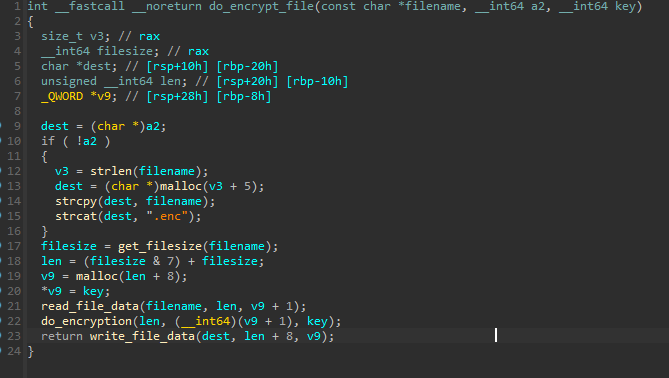 1 int __fastcall __noreturn do_encrypt_file(const char *filename, __int64 a2, __int64 key)
2 {
3 size_t v3; // rax
4 __int64 filesize; // rax
5 char *dest; // [rsp+10h] [rbp-20h]
6 unsigned __int64 len; // [rsp+20h] [rbp-10h]
7 _QWORD *v9; // [rsp+28h] [rbp-8h]
8
9 dest = (char *)a2;
10 if ( !a2 )
11 {
12 v3 = strlen(filename);
13 dest = (char *)malloc(v3 + 5);
14 strcpy(dest, filename);
15 strcat(dest, ".enc");
16 }
17 filesize = get_filesize(filename);
18 len = (filesize & 7) + filesize;
19 v9 = malloc(len + 8);
20 *v9 = key;
21 read_file_data(filename, len, v9 + 1);
22 do_encryption(len, (__int64)(v9 + 1), key);
23 return write_file_data(dest, len + 8, v9);
24 }